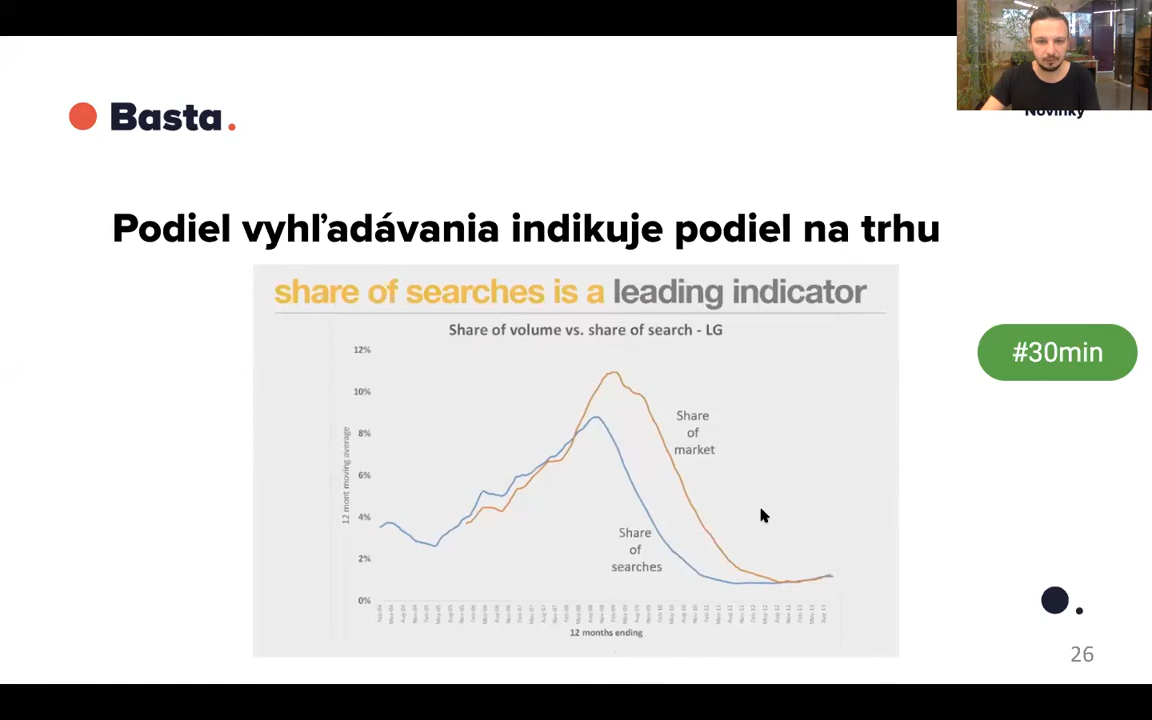 Novinky
Basta.
Podiel vyhľadávania indikuje podiel na trhu
share of searches is a leading indicator
Share of volume vs. share of search - LG
#30min
12%
10%
8%
6%
4%
2%
0%
12 mont moving average
Share
of
market
Share
of
searches
12 months ending
26